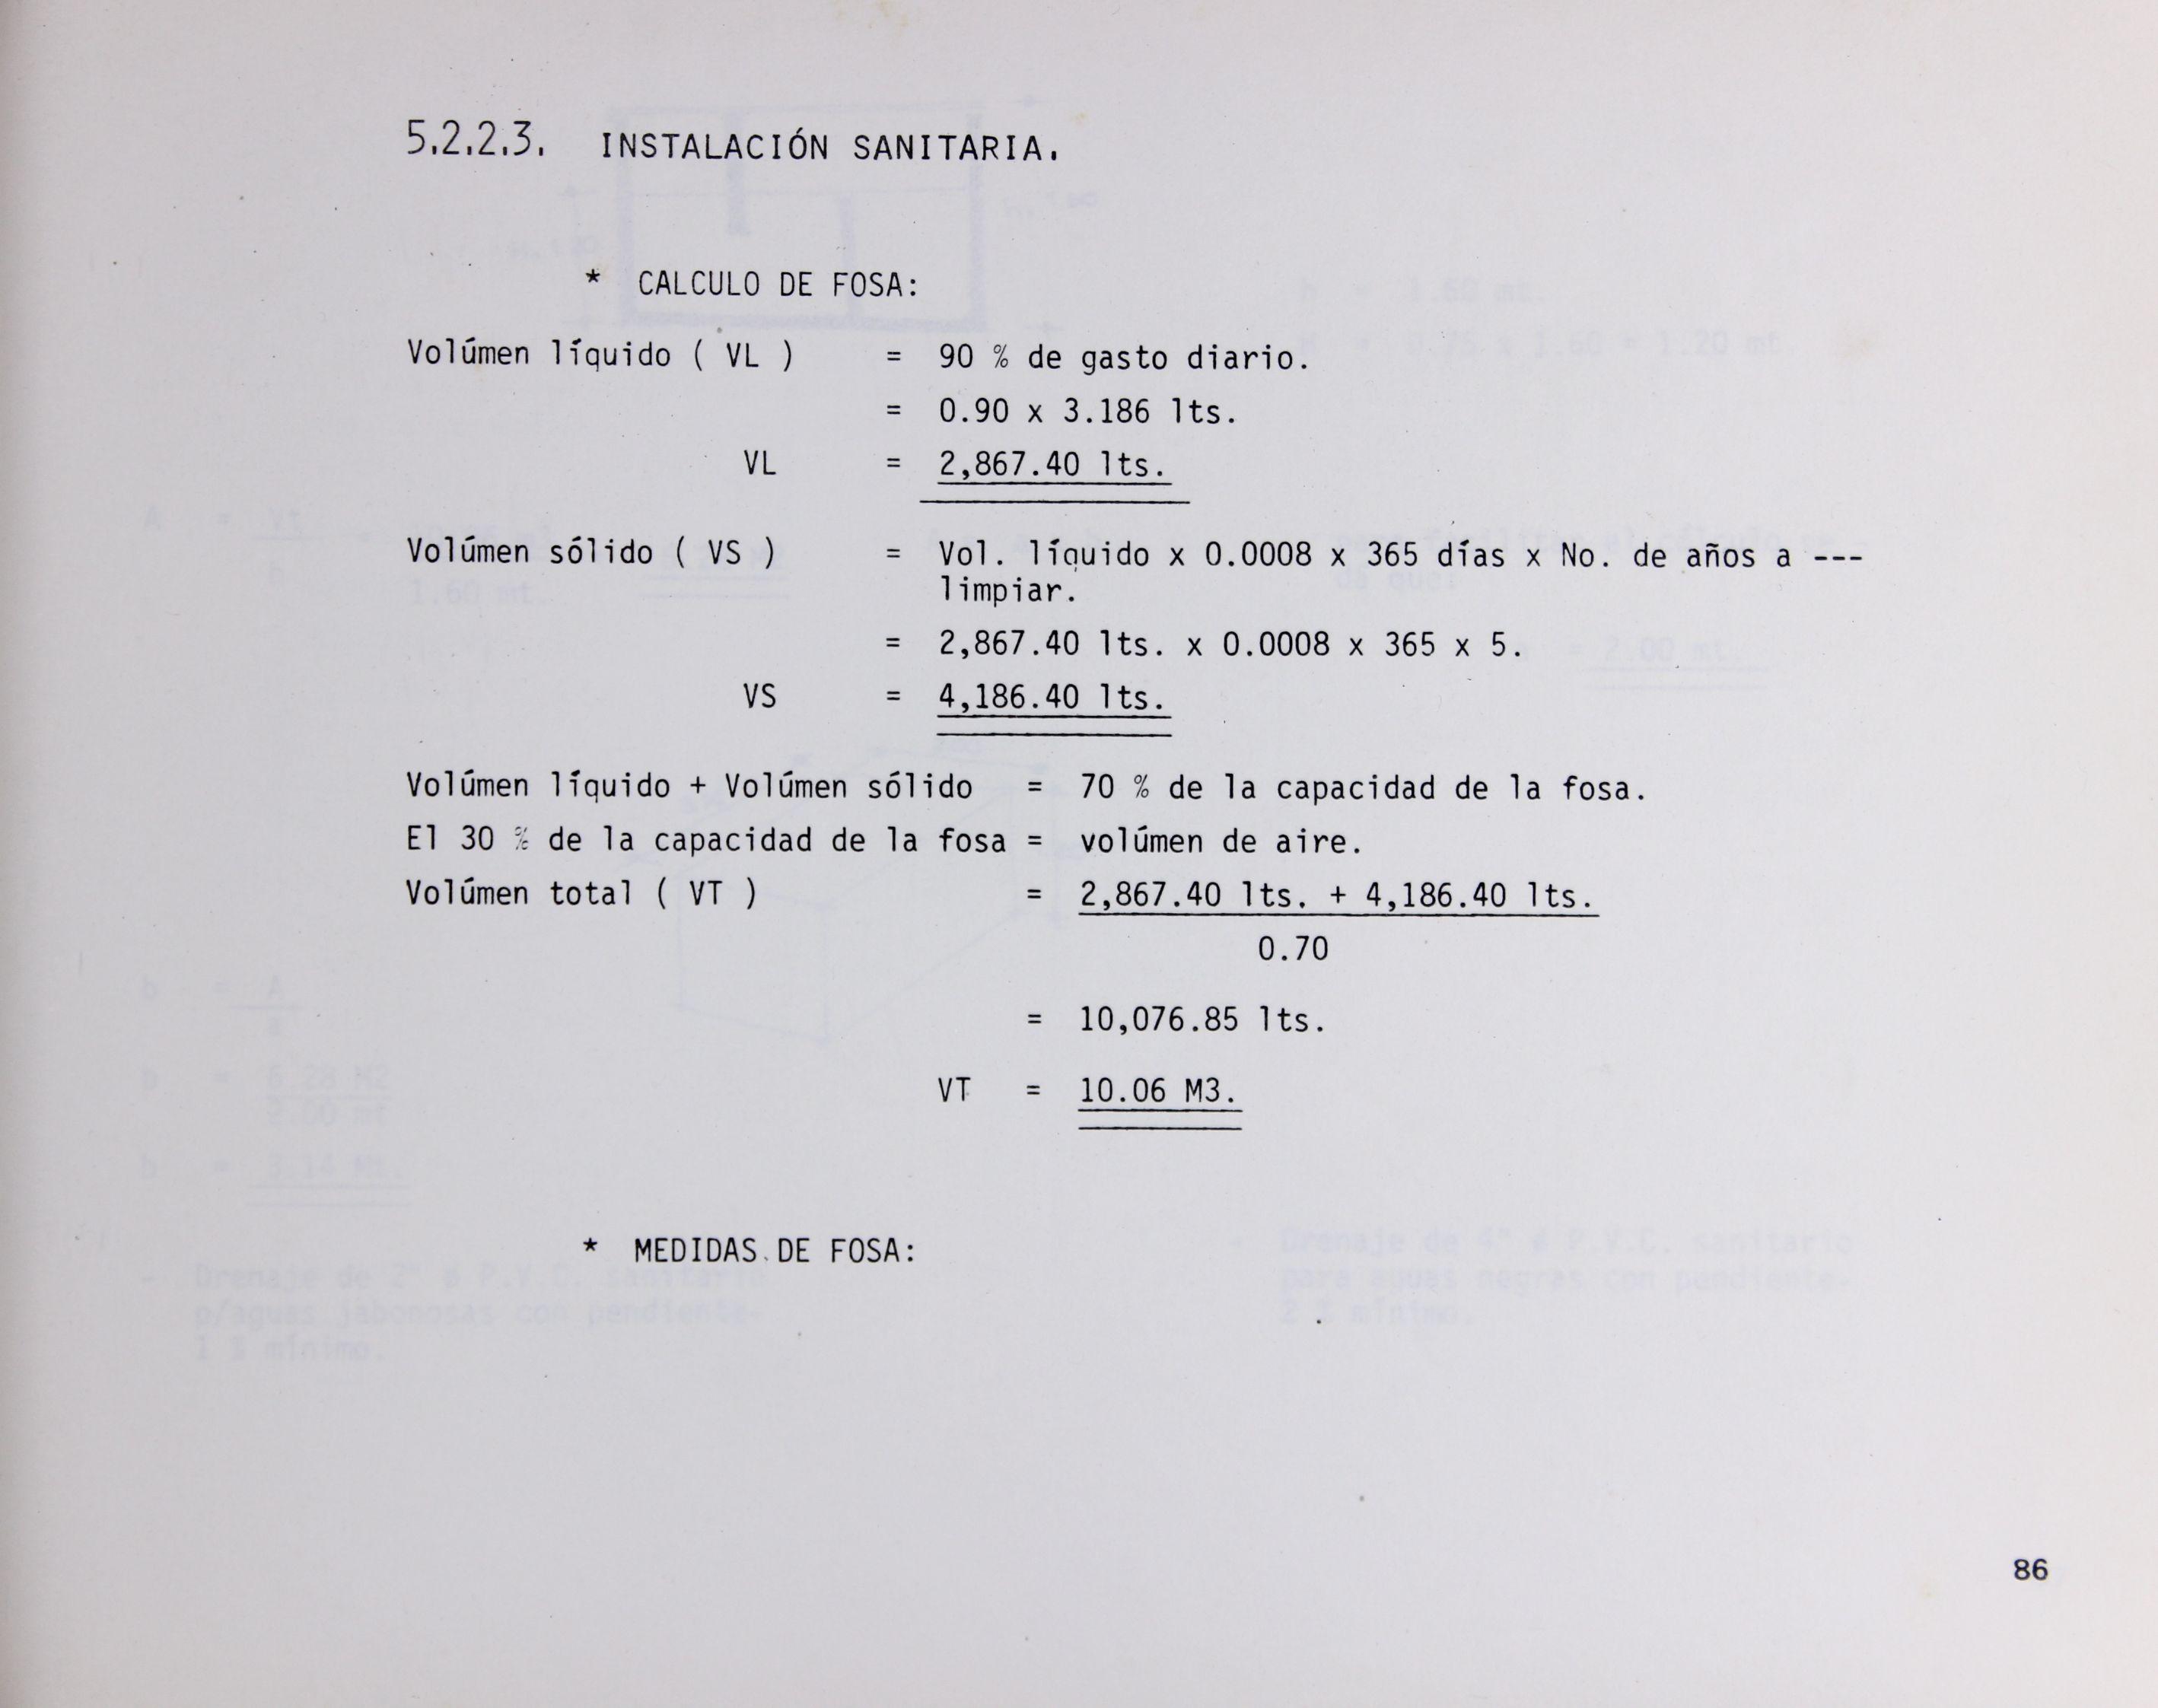 5.2.2.3. INSTALACIÓN SANITARIA.
* CALCULO DE FOSA:
Volúmen líquido ( VL ) = 90 % de gasto diario.
= 0.90 x 3.186 lts.
VL = 2,867.40 lts.
Volúmen sólido ( VS ) = Vol. líquido x 0.0008 x 365 días x No. de años a ---
limpiar.
= 2,867.40 lts. x 0.0008 x 365 x 5.
VS = 4,186.40 lts.
Volúmen líquido + Volúmen sólido = 70 % de la capacidad de la fosa.
El 30 % de la capacidad de la fosa = volúmen de aire.
Volúmen total ( VT ) = 2,867.40 lts. + 4,186.40 lts.
0.70
= 10,076.85 lts.
VT = 10.06 M3.
* MEDIDAS DE FOSA:
86